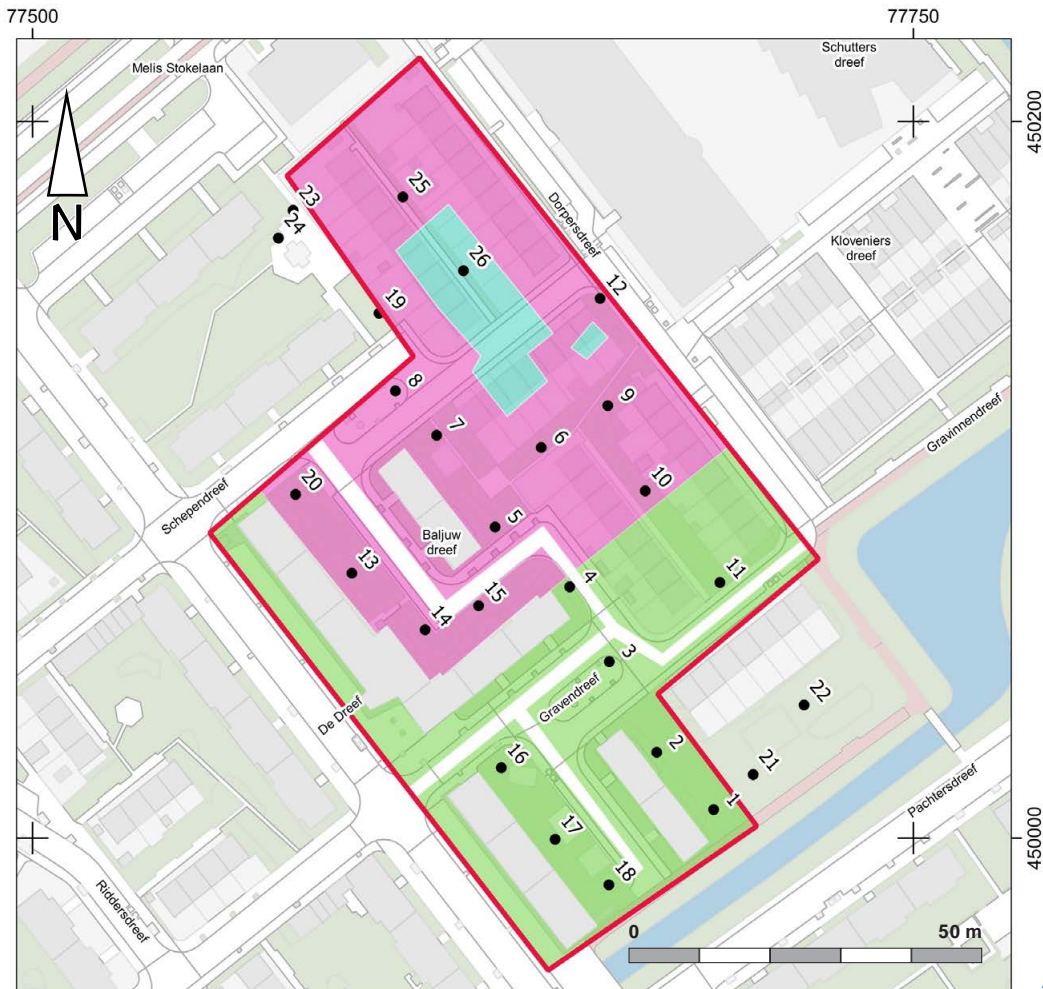 77500
77750
Melis Stokelaan
Schutters
dreef
450200
N
23
24
25
Dorpersdreef
26
Kloveniers
dreef
12
19
8
9
7
6
Gravinnendreef
20
10
Schependreef
5
Baljuw
dreef
13
4
11
15
14
3
Gravendreef
De Dreef
22
2
16
21
1
Pachtersdreef
17
450000
18
Riddersdreef
0
50 m